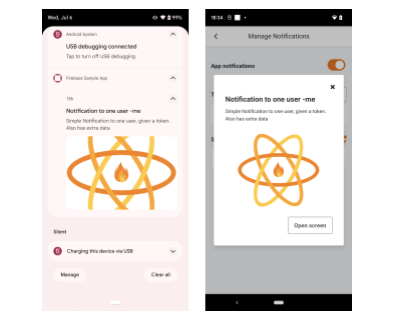 Wed, Jul 6
99%
Android System
USB debugging connected
Tap to turn off USB debugging
Firebase Sample App
Notification to one user -me
Simple Notification to one user, given a token.
Also has extra data
Silent
Charging this device via USB
Manage
Clear all
Manage Notifications
App notifications
Notification to one user -me
Simple Notification to one user, given a token.
Also has extra data
Open screen